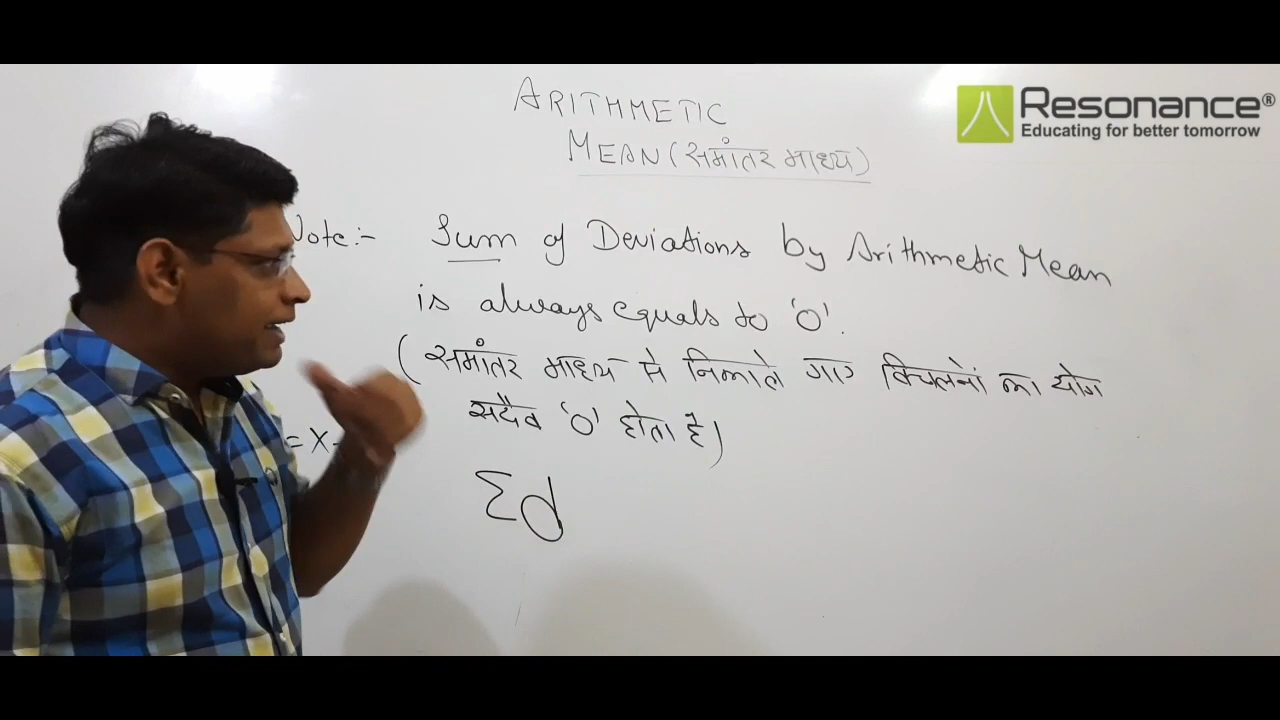 ARITHMETIC
MEAN (समांतर माध्य)
Resonance®
Educating for better tomorrow
Note:- Sum of Deviations by Arithmetic Mean
is always equals to '0'.
(समांतर माध्य से निकाले गए विचलनों का योग
सदैव '0' होता है)
= X -
Σd